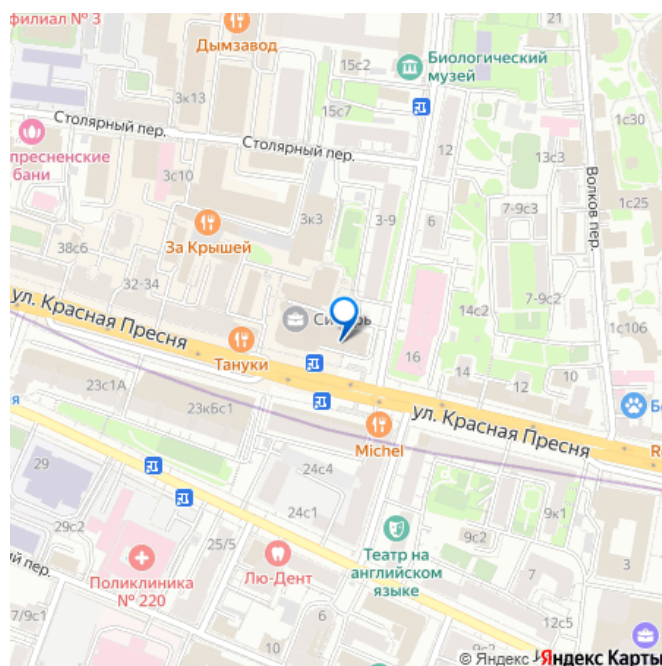 филиал № 3
Дымзавод
15с2
Биологический
музей
1с30
3к13
15с7
Столярный пер.
Столярный пер.
12
13с3
пресненские
бани
3с10
Волков пер.
1с25
3к3
3-9
6
7-9с3
За Крышей
38с6
32-34
14с2
7-9с2
ул. Красная Пресня
1с106
Тануки
16
14
12
10
23с1А
23кБс1
ул. Красная Пресня
Michel
24с4
29
24с1
9к1
29с2
25/5
9с2
3
Поликлиника
№ 220
Лю-Дент
Театр на
английском
языке
пер.
7/9с1
6
10
12с5
9с2
© Яндекс
Яндекс Карты